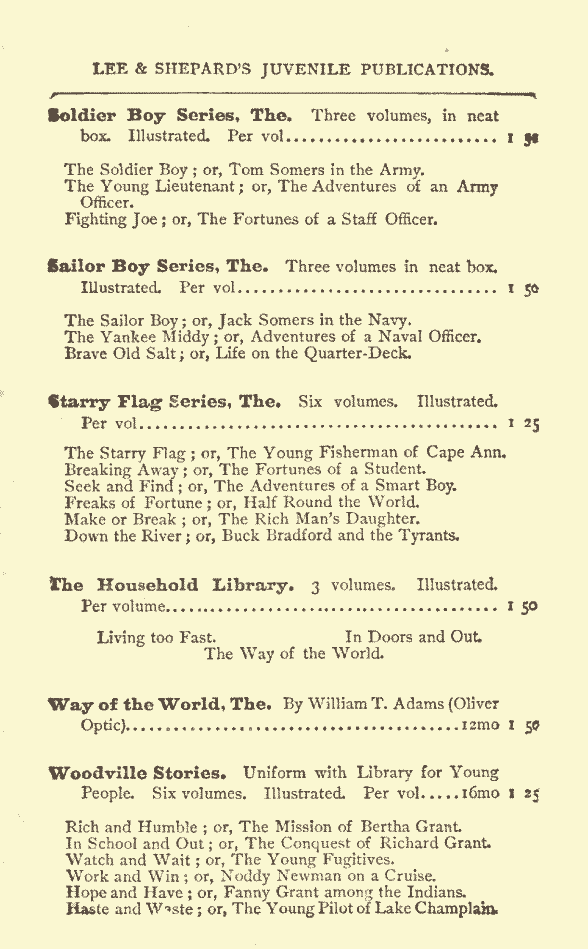 LEE & SHEPARD'S JUVENILE PUBLICATIONS.
Soldier Boy Series, The. Three volumes, in neat
box. Illustrated. Per vol.......................... 1
The Soldier Boy; or, Tom Somers in the Army.
The Young Lieutenant; or, The Adventures of an Army
Officer.
Fighting Joe; or, The Fortunes of a Staff Officer.
Sailor Boy Series, The. Three volumes in neat box.
Illustrated. Per vol................................ 1 50
The Sailor Boy; or, Jack Somers in the Navy.
The Yankee Middy; or, Adventures of a Naval Officer.
Brave Old Salt; or, Life on the Quarter-Deck.
Starry Flag Series, The. Six volumes. Illustrated.
Per vol............................................ 1 25
The Starry Flag; or, The Young Fisherman of Cape Ann.
Breaking Away; or, The Fortunes of a Student.
Seek and Find; or, The Adventures of a Smart Boy.
Freaks of Fortune; or, Half Round the World.
Make or Break; or, The Rich Man's Daughter.
Down the River; or, Buck Bradford and the Tyrants.
The Household Library. 3 volumes. Illustrated.
Per volume......................................... 1 50
Living too Fast. In Doors and Out.
The Way of the World.
Way of the World, The. By William T. Adams (Oliver
Optic).........................................12mo 1 50
Woodville Stories. Uniform with Library for Young
People. Six volumes. Illustrated. Per vol.....16mo 1 25
Rich and Humble; or, The Mission of Bertha Grant.
In School and Out; or, The Conquest of Richard Grant.
Watch and Wait; or, The Young Fugitives.
Work and Win; or, Noddy Newman on a Cruise.
Hope and Have; or, Fanny Grant among the Indians.
Haste and Waste; or, The Young Pilot of Lake Champlain.